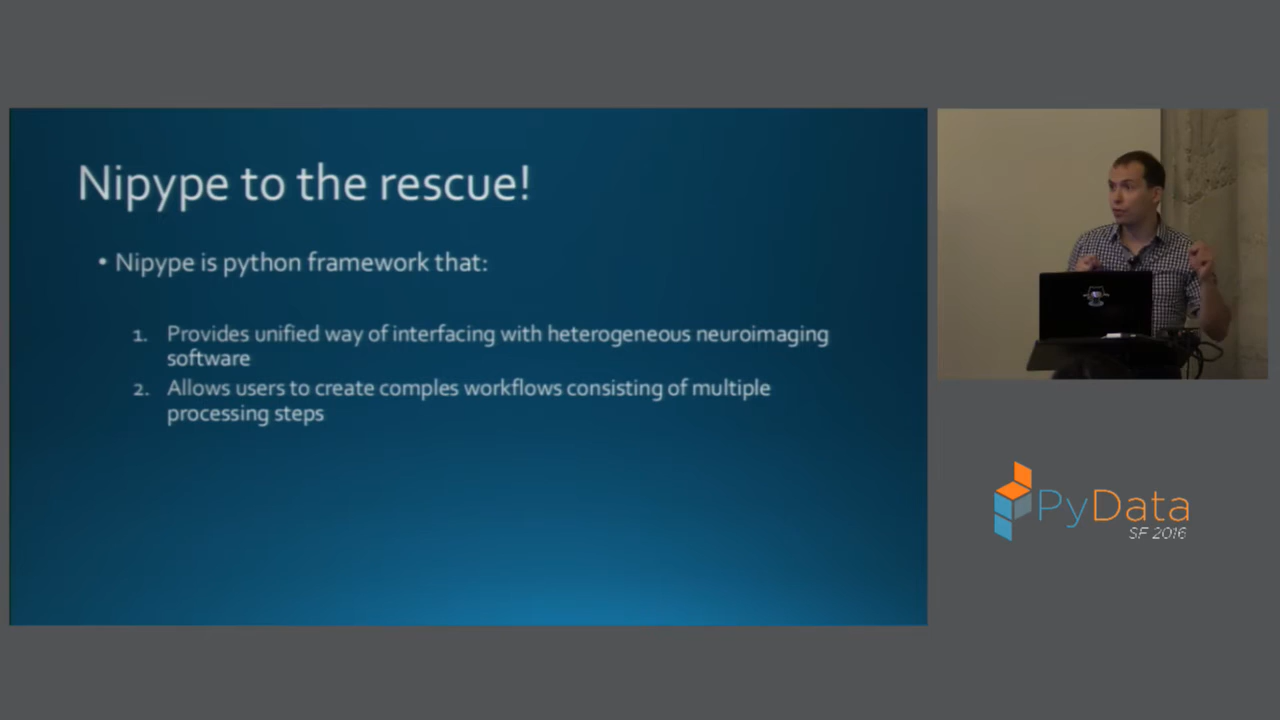 Nipype to the rescue!
• Nipype is python framework that:
1. Provides unified way of interfacing with heterogeneous neuroimaging
software
2. Allows users to create comples workflows consisting of multiple
processing steps
PyData
SF 2016